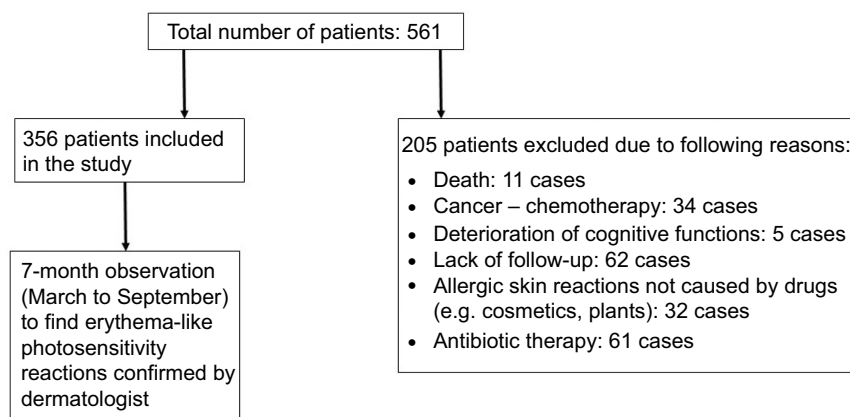 Total number of patients: 561
356 patients included
in the study
7-month observation
(March to September)
to find erythema-like
photosensitivity
reactions confirmed by
dermatologist
205 patients excluded due to following reasons:
• Death: 11 cases
• Cancer – chemotherapy: 34 cases
• Deterioration of cognitive functions: 5 cases
• Lack of follow-up: 62 cases
• Allergic skin reactions not caused by drugs
(e.g. cosmetics, plants): 32 cases
• Antibiotic therapy: 61 cases